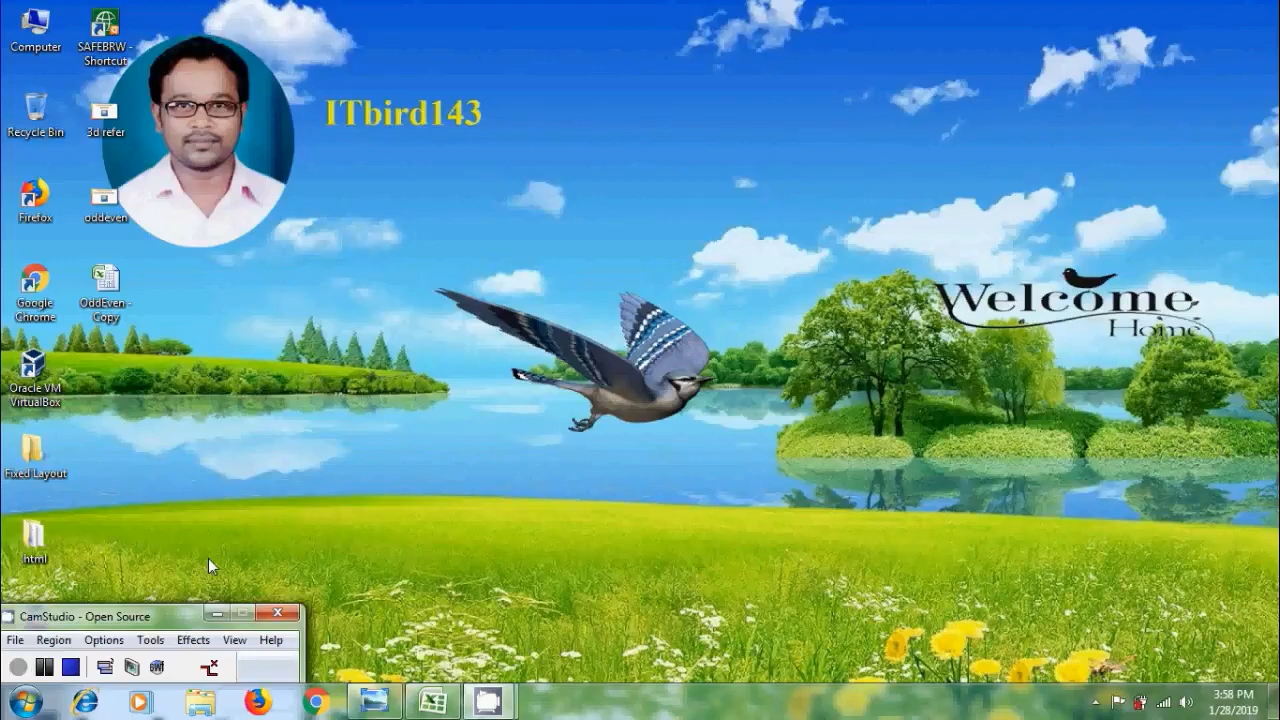 Computer
SAFEBRW -
Shortcut
Recycle Bin
3d refer
Firefox
oddeven
Google
Chrome
OddEven -
Copy
Oracle VM
VirtualBox
Fixed Layout
html
ITbird143
Welcome
Home
CamStudio - Open Source
File Region Options Tools Effects View Help
3:58 PM
1/28/2019